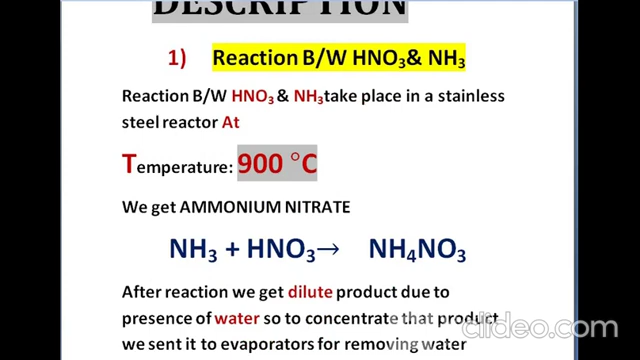 DESCRIPTION
1) Reaction B/W HNO₃& NH₃
Reaction B/W HNO₃ & NH₃take place in a stainless
steel reactor At
Temperature: 900 °C
We get AMMONIUM NITRATE
NH₃ + HNO₃→ NH₄NO₃
After reaction we get dilute product due to
presence of water so to concentrate that product
we sent it to evaporators for removing water
clideo.com